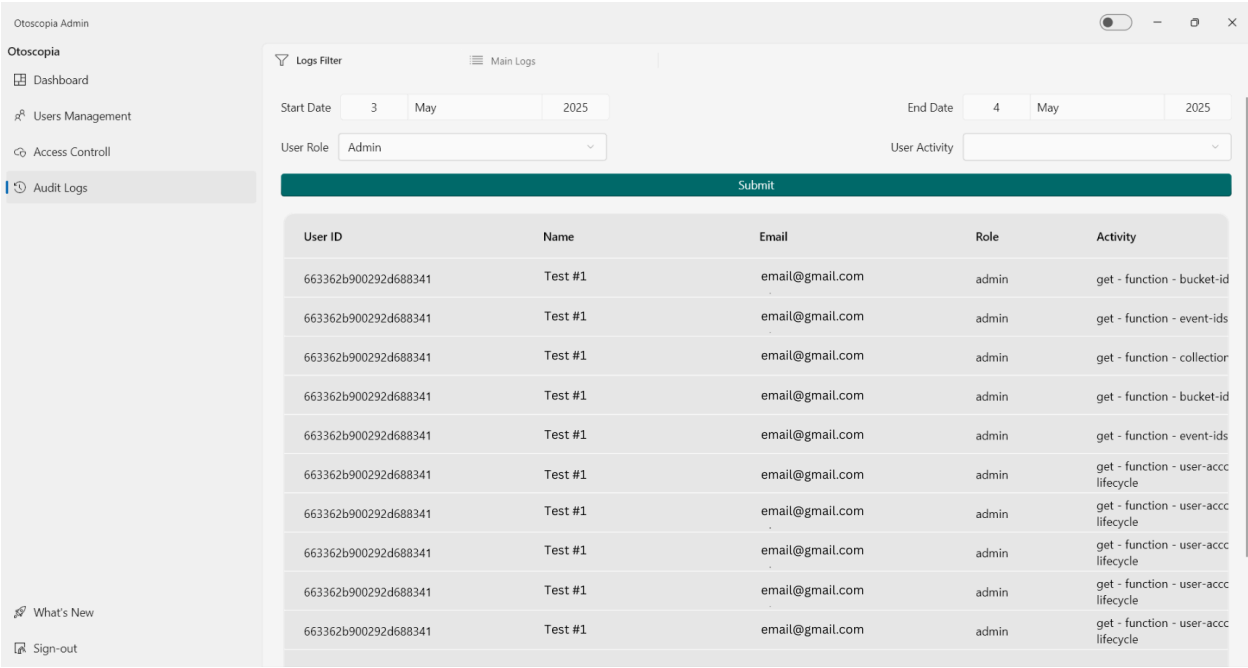 Otoscopia Admin
Otoscopia
Dashboard
Users Management
Access Controll
Audit Logs
What's New
Sign-out
Logs Filter
Main Logs
Start Date 3 May 2025
End Date 4 May 2025
User Role Admin
User Activity
Submit
User ID Name Email Role Activity
663362b900292d688341 Test #1 email@gmail.com admin get - function - bucket-id
663362b900292d688341 Test #1 email@gmail.com admin get - function - event-ids
663362b900292d688341 Test #1 email@gmail.com admin get - function - collection
663362b900292d688341 Test #1 email@gmail.com admin get - function - bucket-id
663362b900292d688341 Test #1 email@gmail.com admin get - function - event-ids
663362b900292d688341 Test #1 email@gmail.com admin get - function - user-accc
lifecycle
663362b900292d688341 Test #1 email@gmail.com admin get - function - user-accc
lifecycle
663362b900292d688341 Test #1 email@gmail.com admin get - function - user-accc
lifecycle
663362b900292d688341 Test #1 email@gmail.com admin get - function - user-accc
lifecycle
663362b900292d688341 Test #1 email@gmail.com admin get - function - user-accc
lifecycle